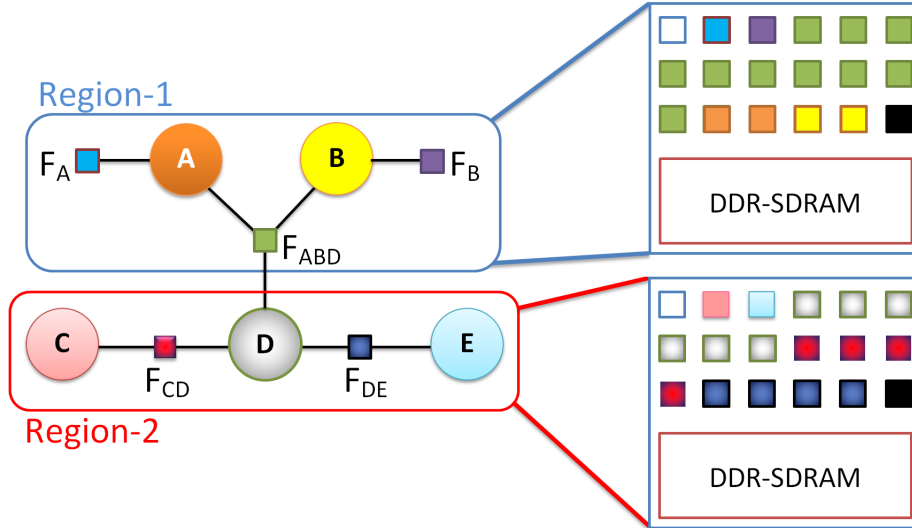 Region-1
F_A
A
B
F_B
F_ABD
DDR-SDRAM
C
D
E
F_CD
F_DE
Region-2
DDR-SDRAM